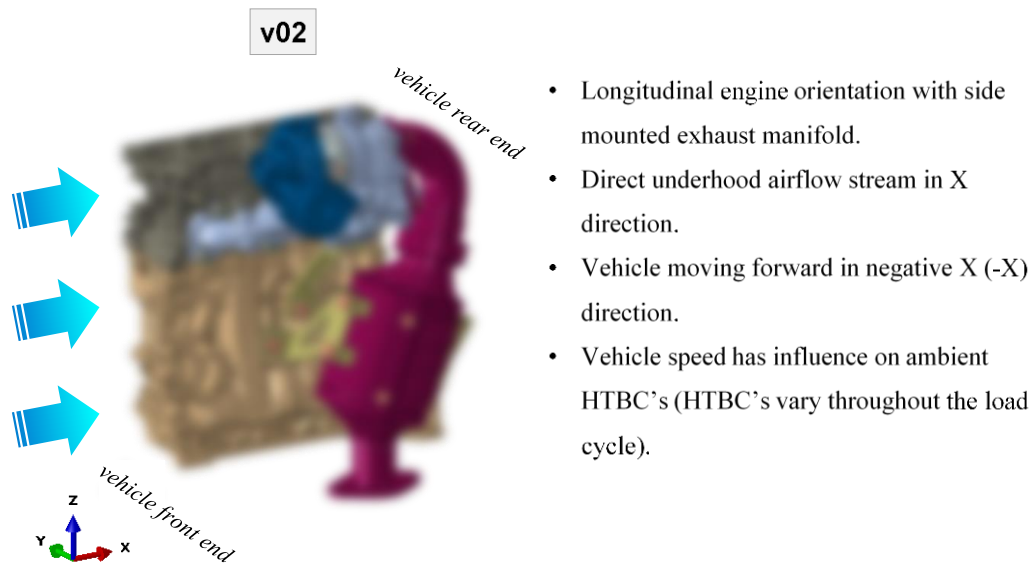 v02
vehicle rear end
• Longitudinal engine orientation with side
mounted exhaust manifold.
• Direct underhood airflow stream in X
direction.
• Vehicle moving forward in negative X (-X)
direction.
• Vehicle speed has influence on ambient
HTBC’s (HTBC’s vary throughout the load
cycle).
vehicle front end
Z
Y
X